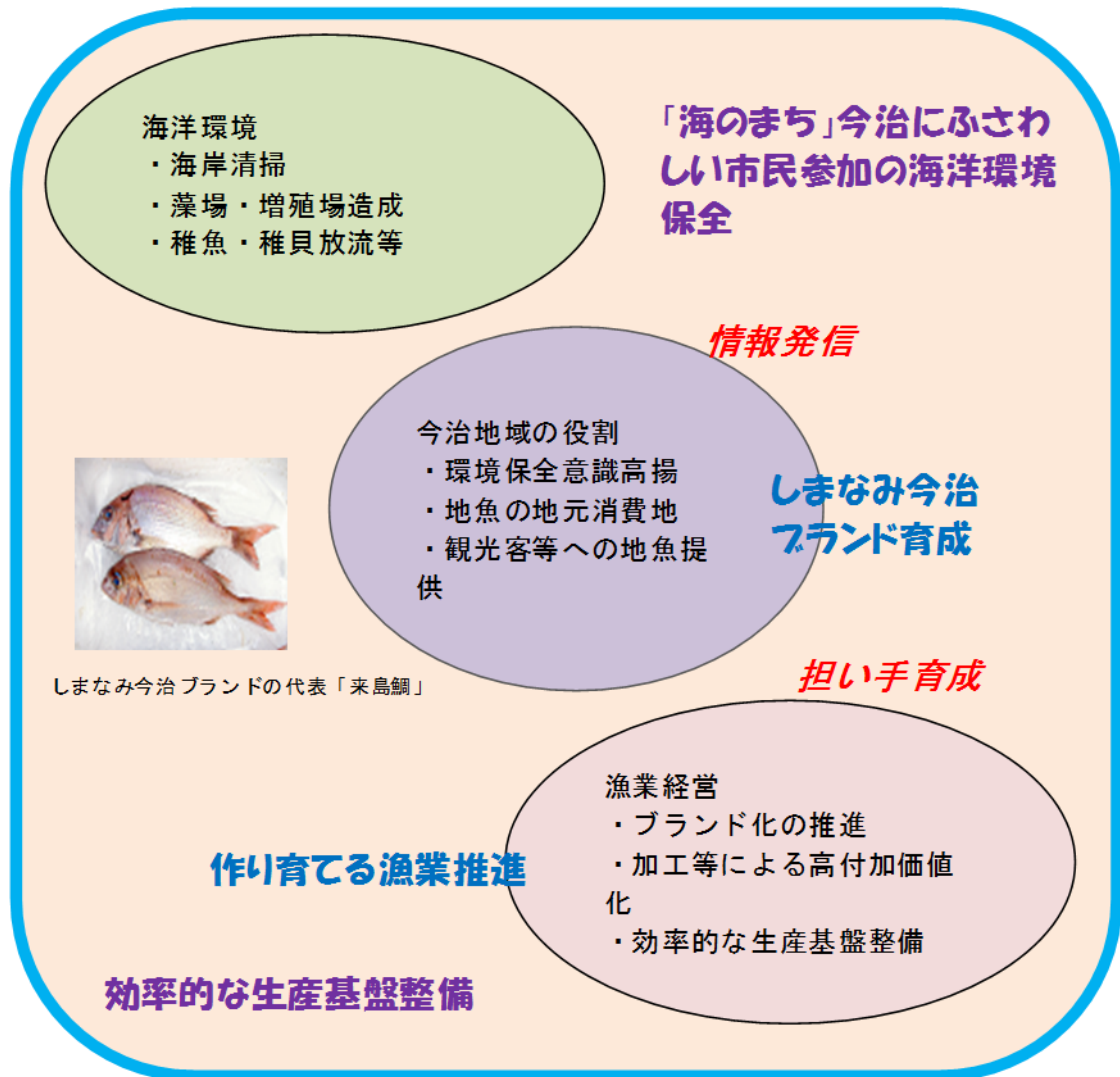 海洋環境
・海岸清掃
・藻場・増殖場造成
・稚魚・稚貝放流等
「海のまち」今治にふさわ
しい市民参加の海洋環境
保全
情報発信
今治地域の役割
・環境保全意識高揚
・地魚の地元消費地
・観光客等への地魚提
供
しまなみ今治
ブランド育成
しまなみ今治ブランドの代表「来島鯛」
担い手育成
漁業経営
・ブランド化の推進
・加工等による高付加価値
化
・効率的な生産基盤整備
作り育てる漁業推進
効率的な生産基盤整備